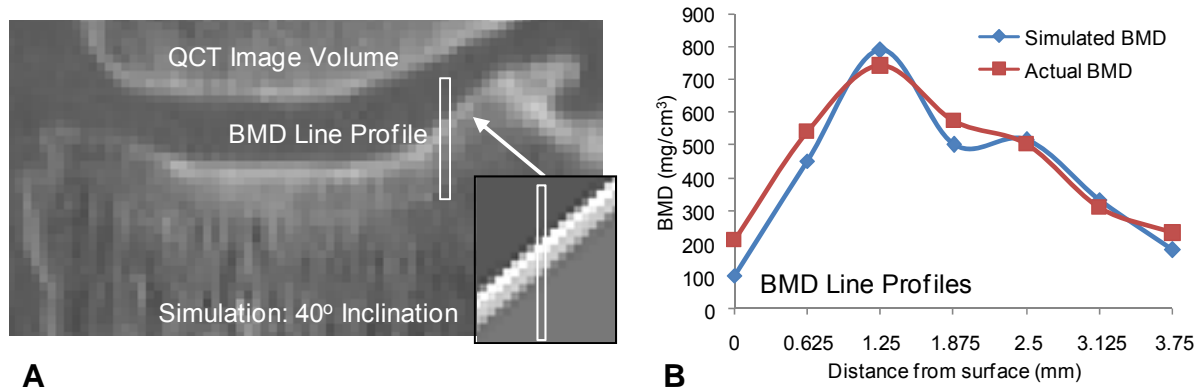 QCT Image Volume
BMD Line Profile
Simulation: 40° Inclination
A
Simulated BMD
Actual BMD
900
800
700
600
500
400
300
200
100
0
BMD (mg/cm³)
BMD Line Profiles
0 0.625 1.25 1.875 2.5 3.125 3.75
Distance from surface (mm)
B